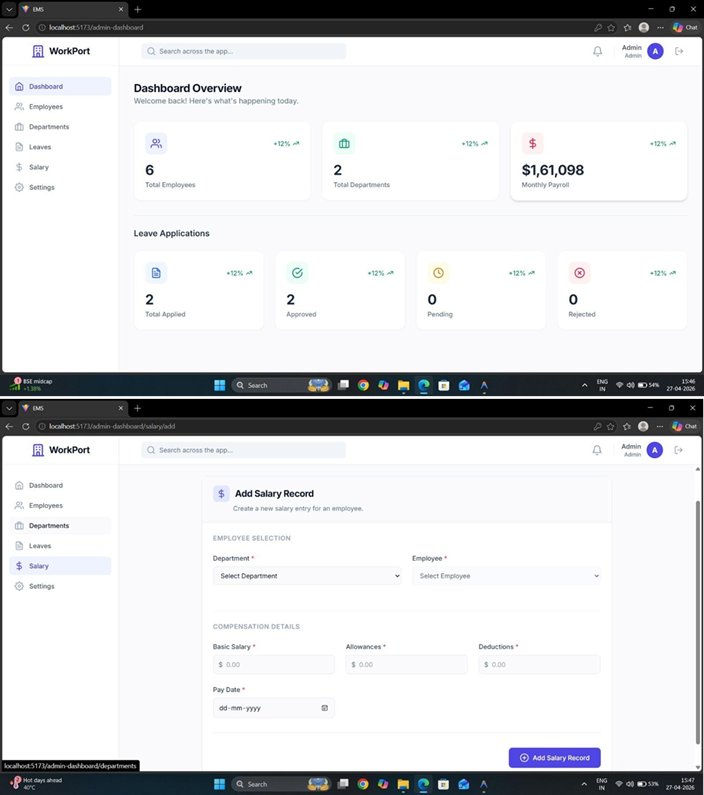 EMS
localhost:5173/admin-dashboard
Chat
WorkPort
Search across the app...
Admin
Admin
A
Dashboard
Employees
Departments
Leaves
Salary
Settings
Dashboard Overview
Welcome back! Here's what's happening today.
+12%
6
Total Employees
+12%
2
Total Departments
+12%
$1,61,098
Monthly Payroll
Leave Applications
+12%
2
Total Applied
+12%
2
Approved
+12%
0
Pending
+12%
0
Rejected
BSE midcap
+1.38%
Search
ENG
IN
54%
15:46
27-04-2026
EMS
localhost:5173/admin-dashboard/salary/add
Chat
WorkPort
Search across the app...
Admin
Admin
A
Dashboard
Employees
Departments
Leaves
Salary
Settings
$ Add Salary Record
Create a new salary entry for an employee.
EMPLOYEE SELECTION
Department * Employee *
Select Department Select Employee
COMPENSATION DETAILS
Basic Salary * Allowances * Deductions *
$ 0.00 $ 0.00 $ 0.00
Pay Date *
dd-mm-yyyy
Add Salary Record
localhost:5173/admin-dashboard/departments
Hot days ahead
40°C
Search
ENG
IN
53%
15:47
27-04-2026